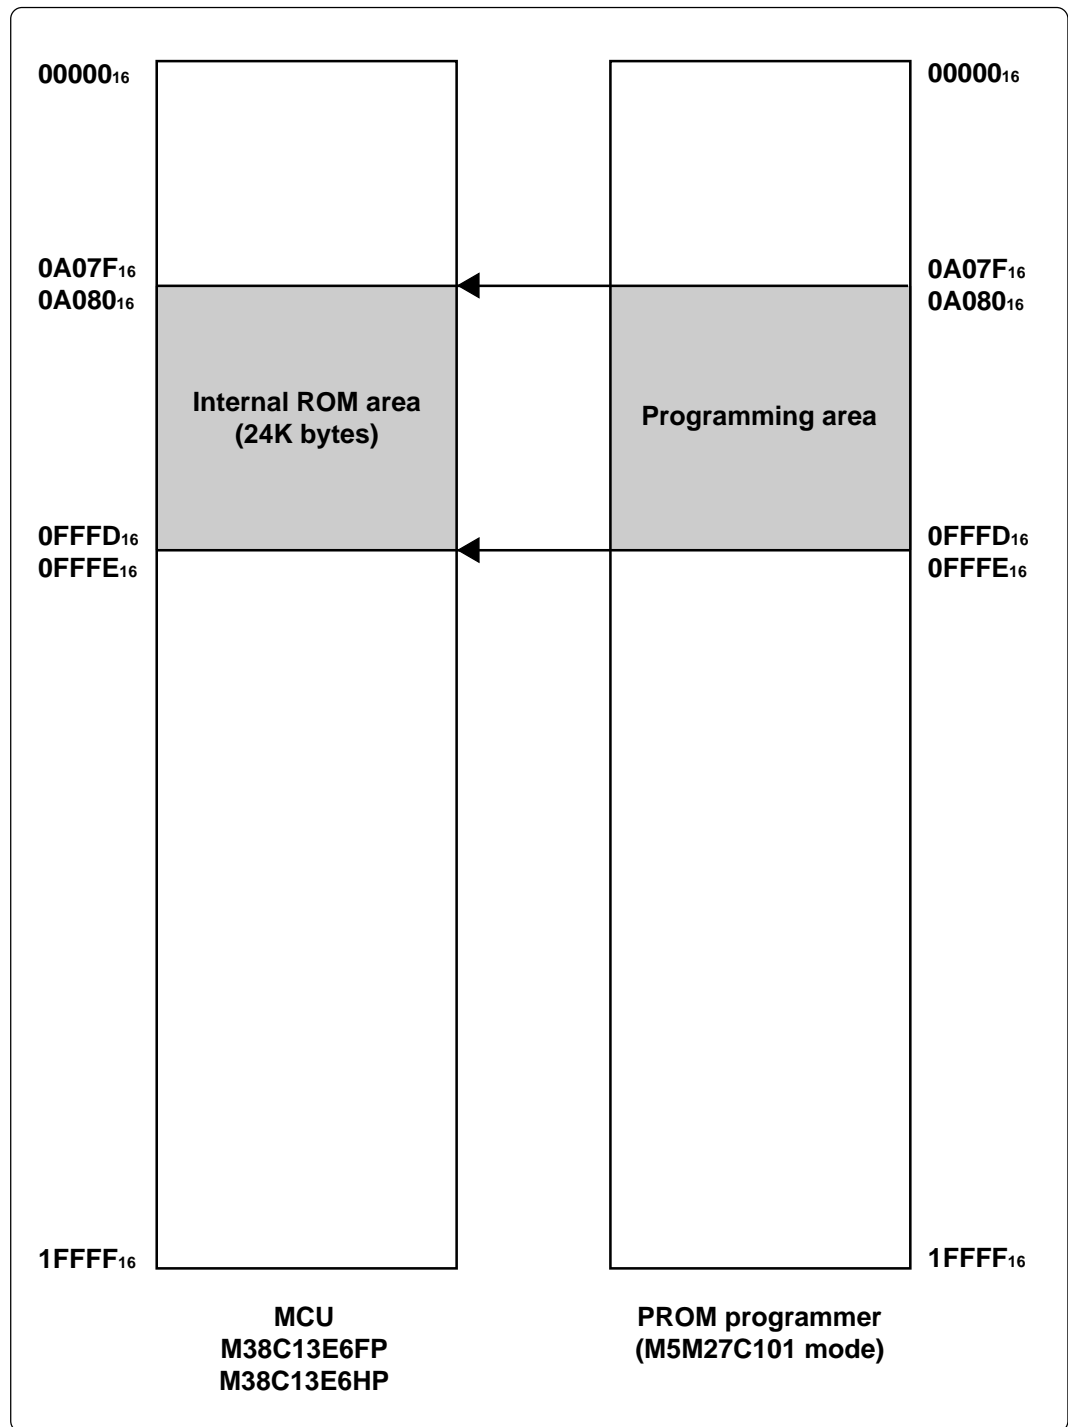 00000₁₆
0A07F₁₆
0A080₁₆
Internal ROM area
(24K bytes)
0FFFD₁₆
0FFFE₁₆
1FFFF₁₆
MCU
M38C13E6FP
M38C13E6HP
00000₁₆
0A07F₁₆
0A080₁₆
Programming area
0FFFD₁₆
0FFFE₁₆
1FFFF₁₆
PROM programmer
(M5M27C101 mode)